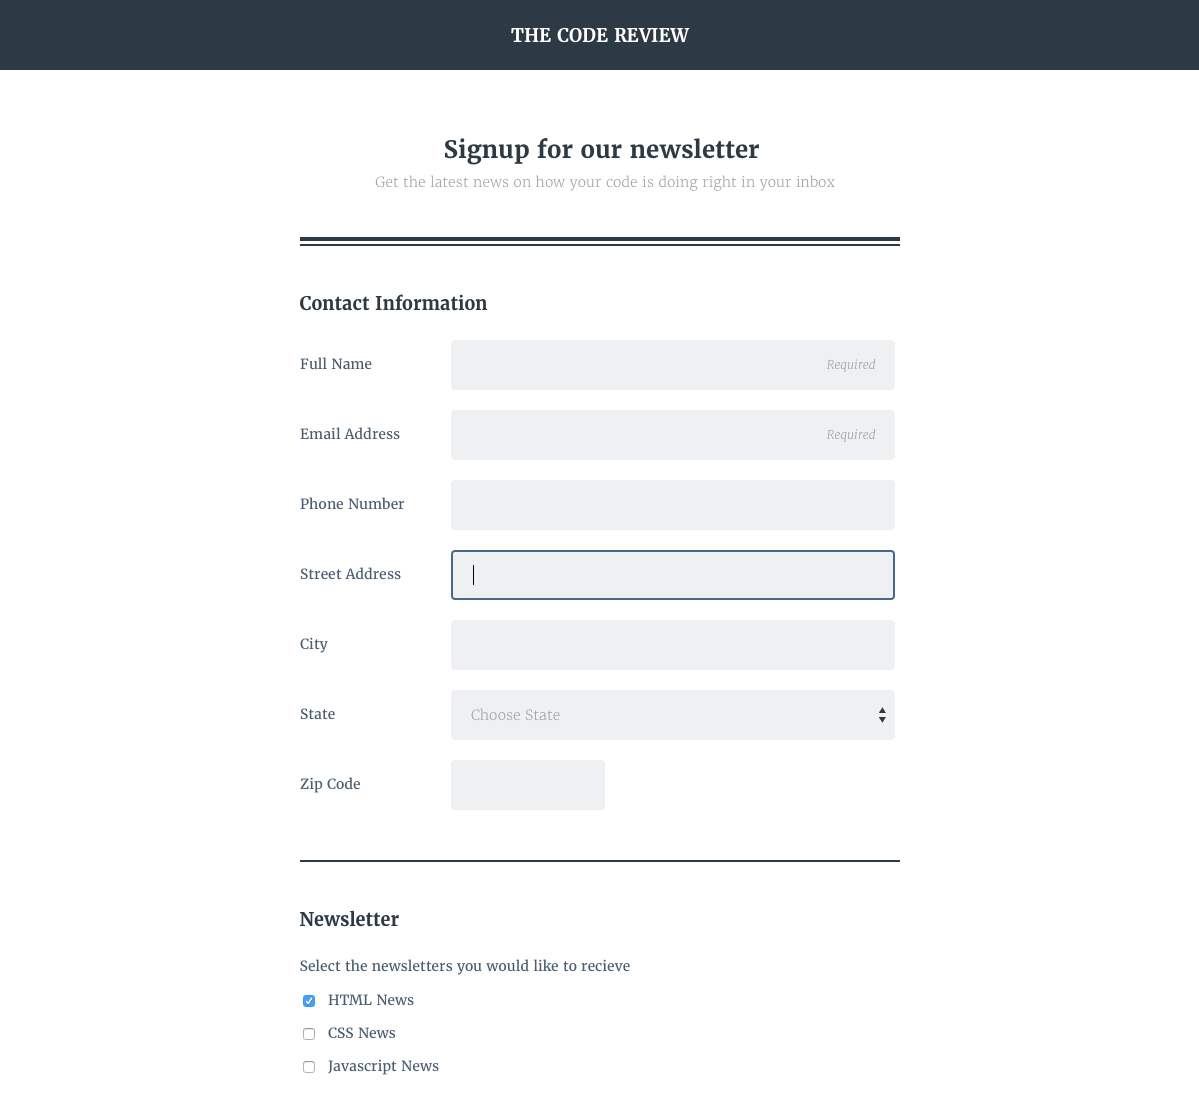 THE CODE REVIEW
Signup for our newsletter
Get the latest news on how your code is doing right in your inbox
Contact Information
Full Name
Required
Email Address
Required
Phone Number
Street Address
City
State
Choose State
Zip Code
Newsletter
Select the newsletters you would like to recieve
HTML News
CSS News
Javascript News